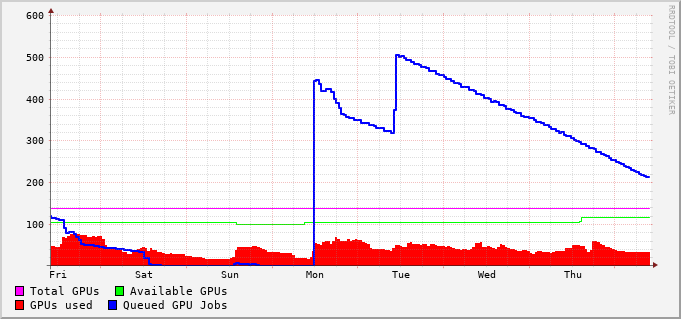 600
500
400
300
200
100
Fri Sat Sun Mon Tue Wed Thu
Total GPUs Available GPUs
GPUs used Queued GPU Jobs
RRDTOOL / TOBI OETIKER